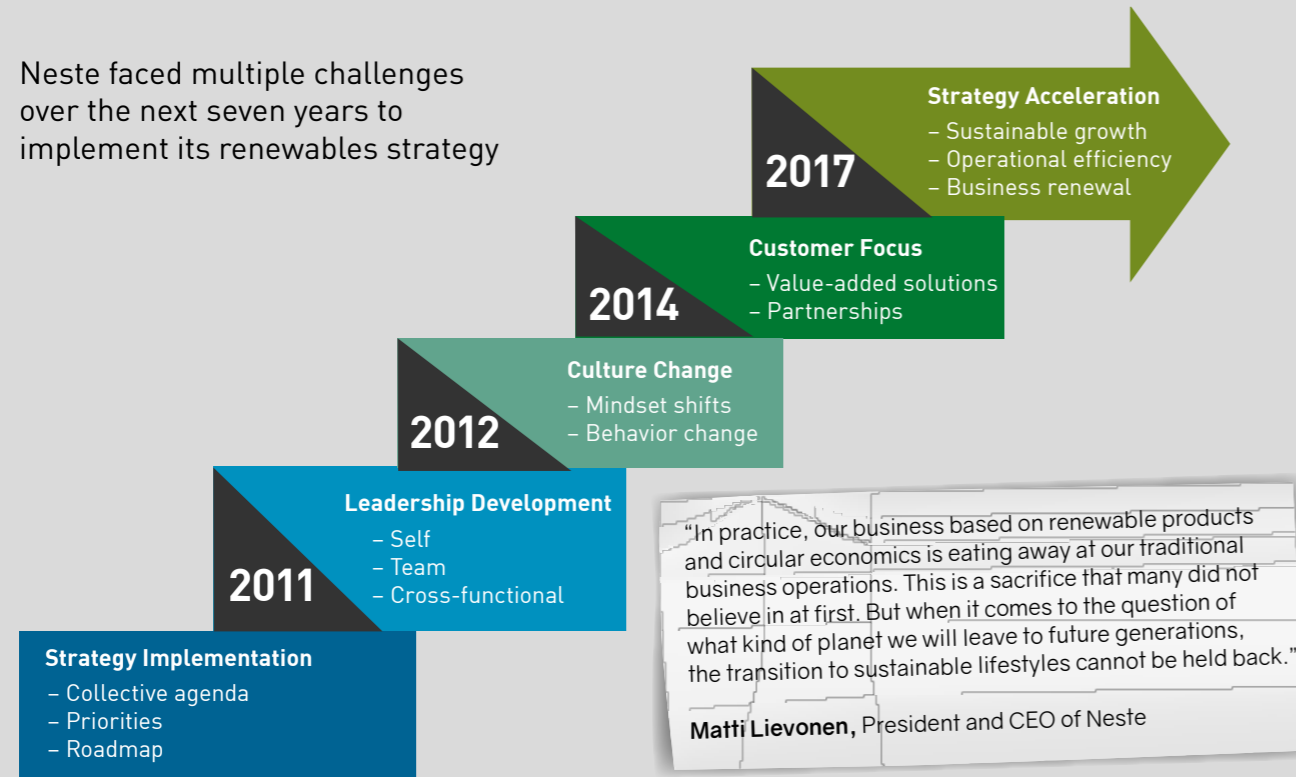 Neste faced multiple challenges
over the next seven years to
implement its renewables strategy
2017
Strategy Acceleration
– Sustainable growth
– Operational efficiency
– Business renewal
2014
Customer Focus
– Value-added solutions
– Partnerships
2012
Culture Change
– Mindset shifts
– Behavior change
2011
Leadership Development
– Self
– Team
– Cross-functional
Strategy Implementation
– Collective agenda
– Priorities
– Roadmap
“In practice, our business based on renewable products
and circular economics is eating away at our traditional
business operations. This is a sacrifice that many did not
believe in at first. But when it comes to the question of
what kind of planet we will leave to future generations,
the transition to sustainable lifestyles cannot be held back.”
Matti Lievonen, President and CEO of Neste